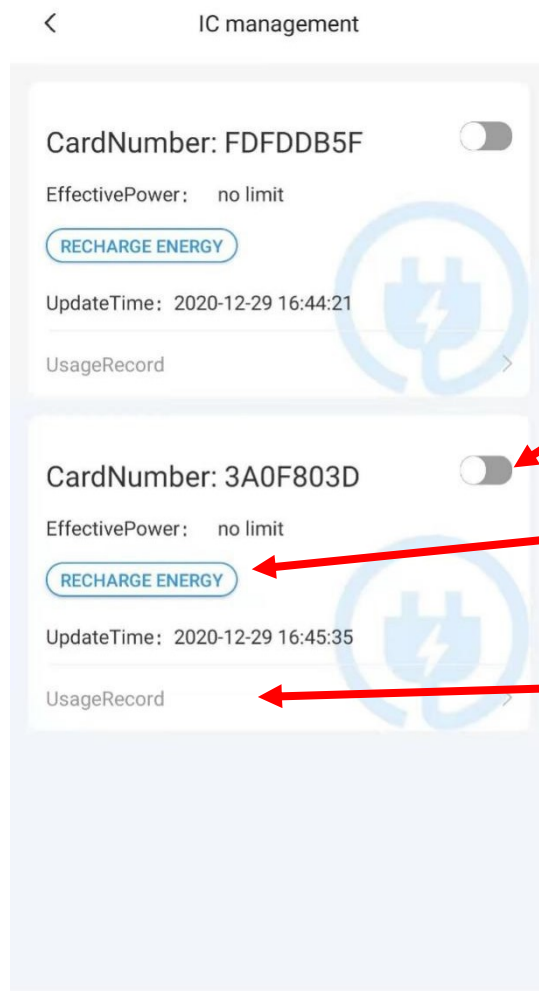 IC management
CardNumber: FDFDDB5F
EffectivePower： no limit
RECHARGE ENERGY
UpdateTime：2020-12-29 16:44:21
UsageRecord
CardNumber: 3A0F803D
EffectivePower： no limit
RECHARGE ENERGY
UpdateTime：2020-12-29 16:45:35
UsageRecord